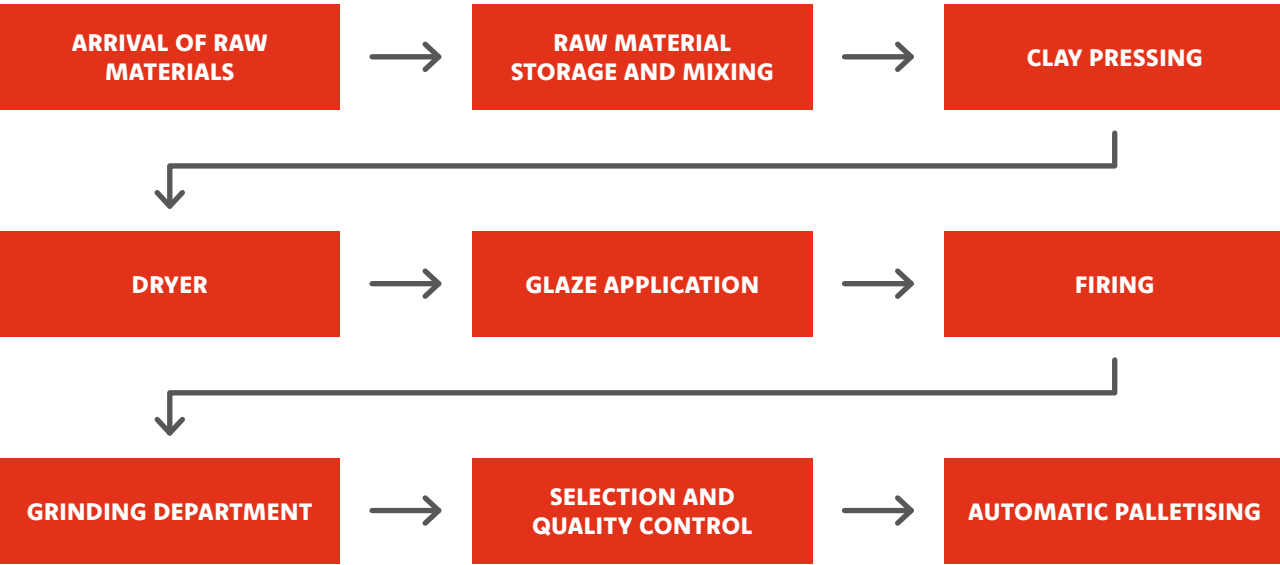 ARRIVAL OF RAW
MATERIALS
RAW MATERIAL
STORAGE AND MIXING
CLAY PRESSING
DRYER
GLAZE APPLICATION
FIRING
GRINDING DEPARTMENT
SELECTION AND
QUALITY CONTROL
AUTOMATIC PALLETISING